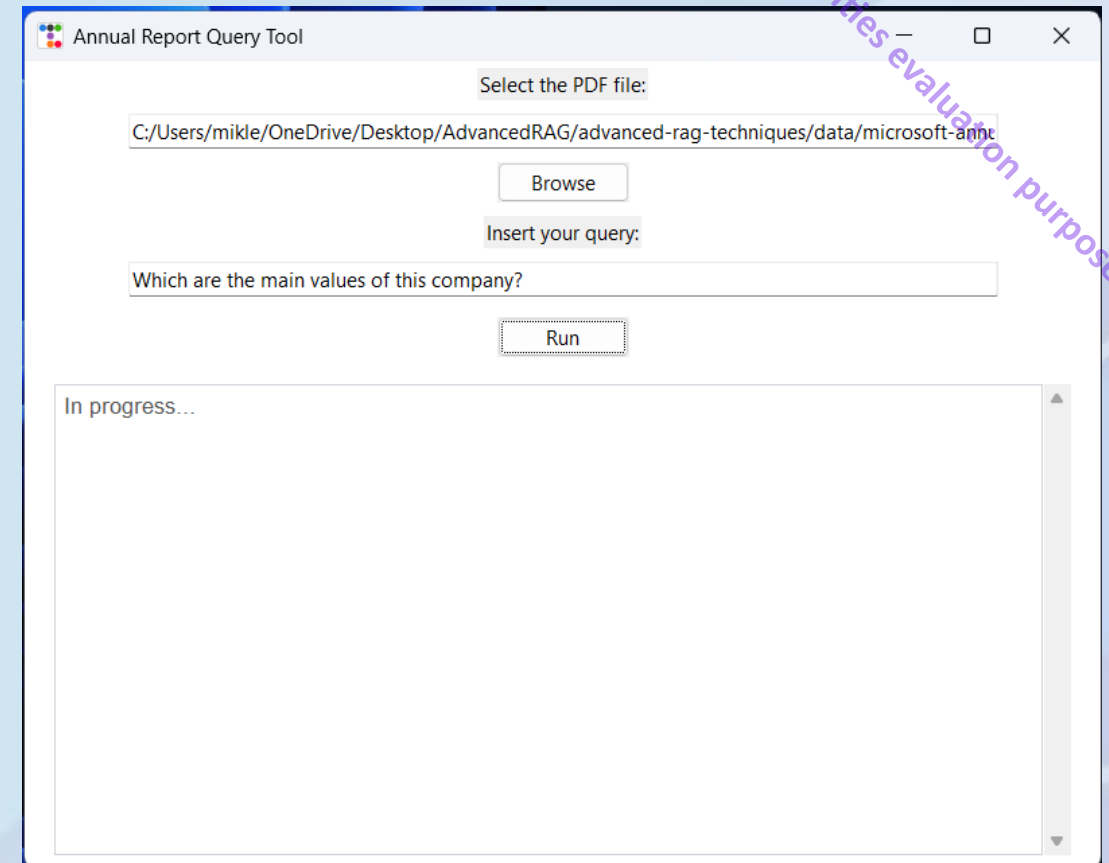 Annual Report Query Tool
Select the PDF file:
C:/Users/mikle/OneDrive/Desktop/AdvancedRAG/advanced-rag-techniques/data/microsoft-annu
Browse
Insert your query:
Which are the main values of this company?
Run
In progress...
evaluation